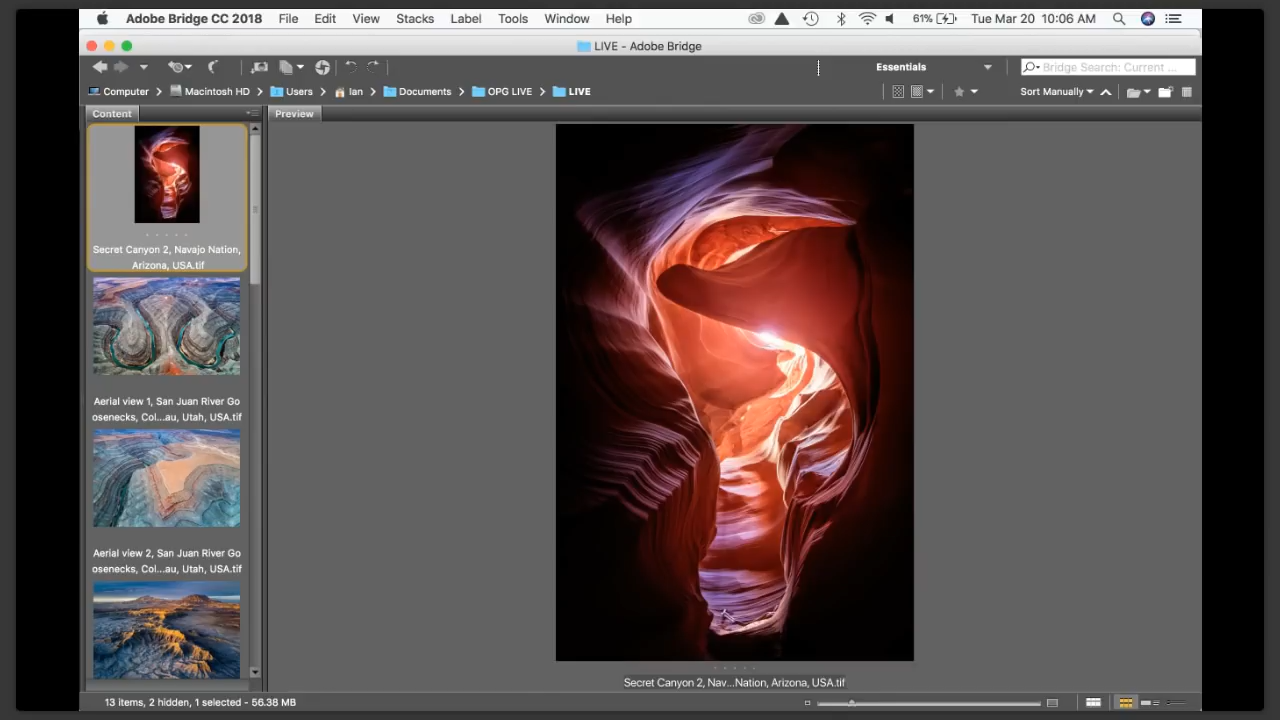 Adobe Bridge CC 2018 File Edit View Stacks Label Tools Window Help 61% Tue Mar 20 10:06 AM
LIVE - Adobe Bridge
Essentials Bridge Search: Current ...
Computer Macintosh HD Users Ian Documents OPG LIVE LIVE Sort Manually
Content Preview
Secret Canyon 2, Navajo Nation,
Arizona, USA.tif
Aerial view 1, San Juan River Go
osenecks, Col...au, Utah, USA.tif
Aerial view 2, San Juan River Go
osenecks, Col...au, Utah, USA.tif
Secret Canyon 2, Nav...Nation, Arizona, USA.tif
13 items, 2 hidden, 1 selected - 56.38 MB